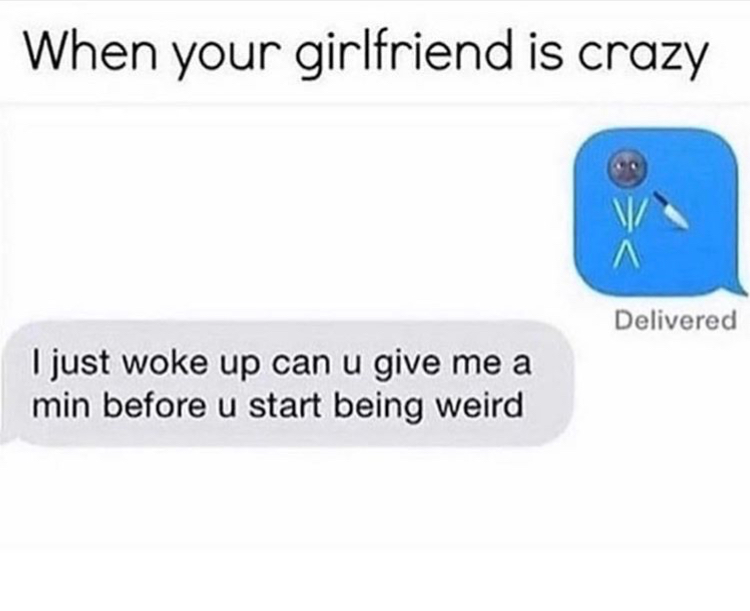 When your girlfriend is crazy
🌚
\|/🔪
/\
Delivered
I just woke up can u give me a
min before u start being weird